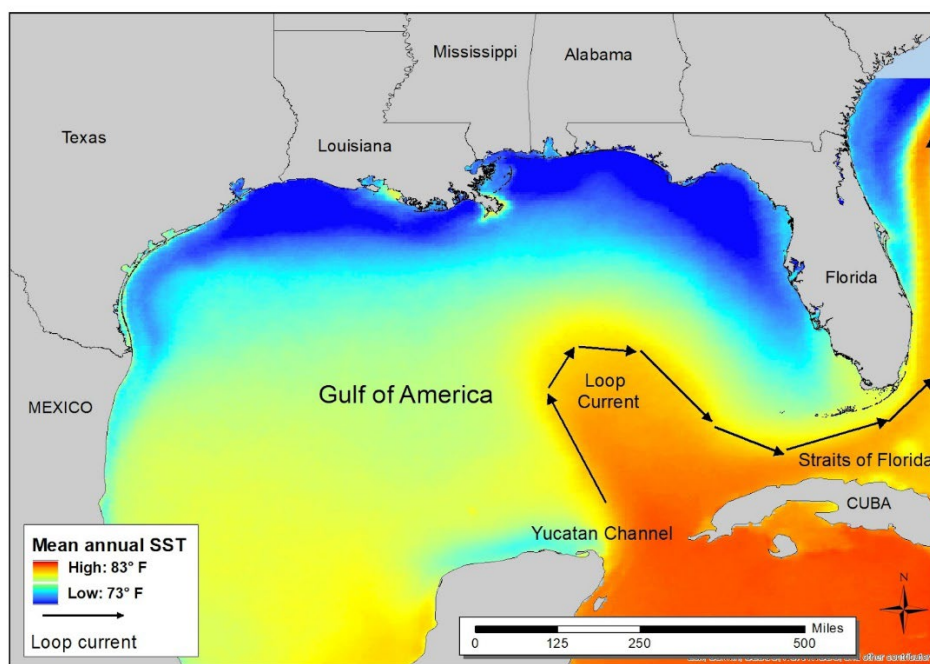 Mississippi
Alabama
Texas
Louisiana
Florida
Gulf of America
Loop
Current
MEXICO
Straits of Florida
CUBA
Yucatan Channel
Mean annual SST
High: 83° F
Low: 73° F
Loop current
N
Miles
0 125 250 500